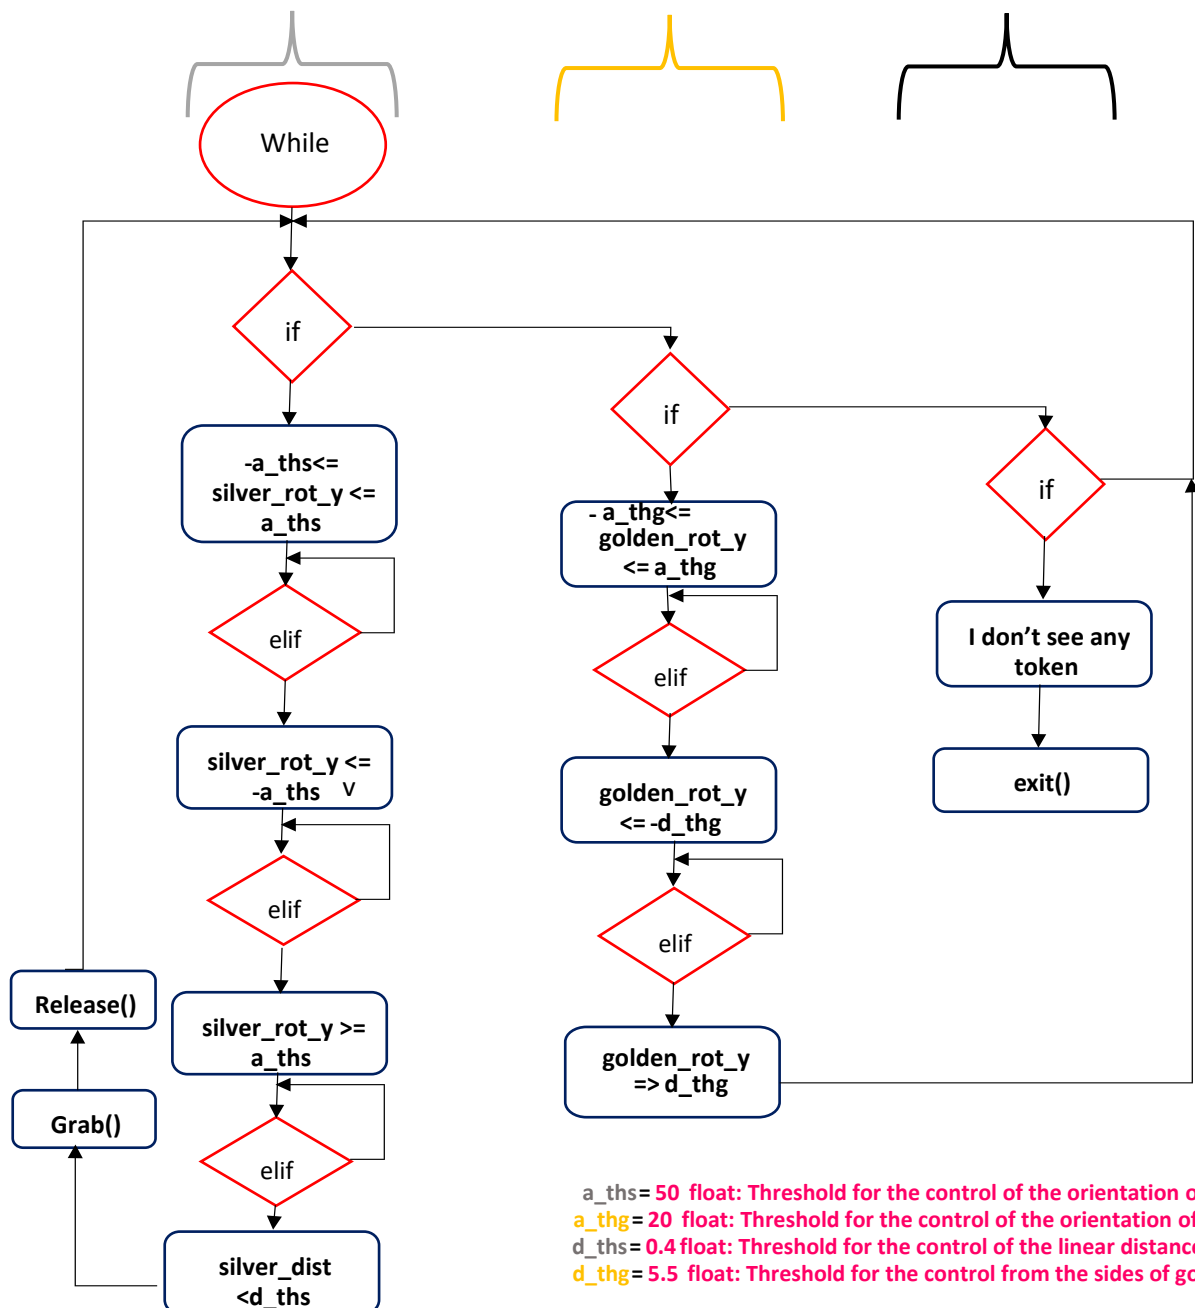 While
if
-a_ths<=
silver_rot_y <=
a_ths
elif
silver_rot_y <=
-a_ths v
elif
silver_rot_y >=
a_ths
elif
silver_dist
<d_ths
Grab()
Release()
if
- a_thg<=
golden_rot_y
<= a_thg
elif
golden_rot_y
<= -d_thg
elif
golden_rot_y
=> d_thg
if
I don’t see any
token
exit()
a_ths= 50 float: Threshold for the control of the orientation o
a_thg= 20 float: Threshold for the control of the orientation of
d_ths= 0.4 float: Threshold for the control of the linear distance
d_thg= 5.5 float: Threshold for the control from the sides of go